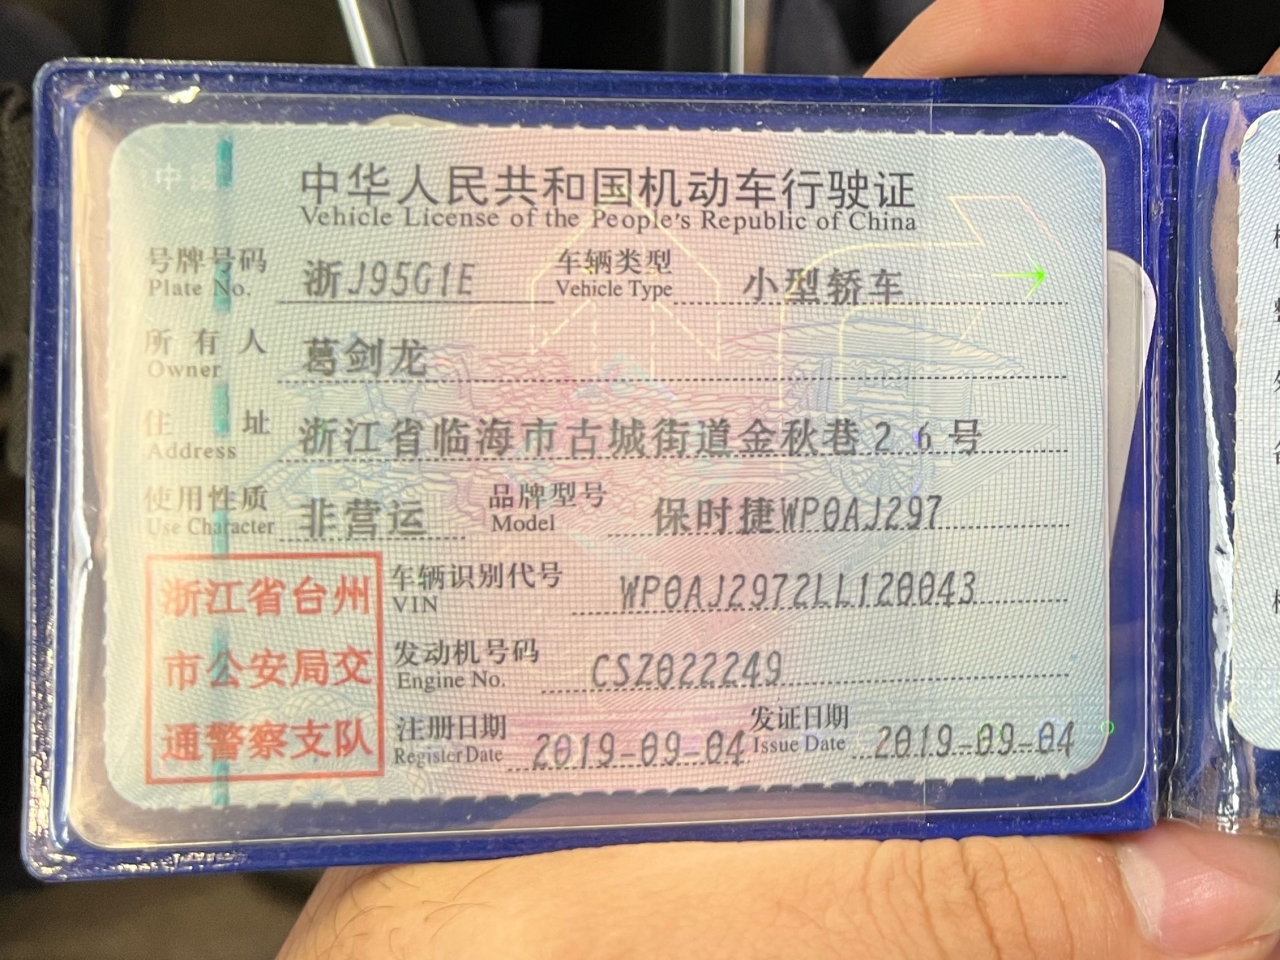 中华人民共和国机动车行驶证
Vehicle License of the People's Republic of China
号牌号码 浙J95G1E 车辆类型 小型轿车
Plate No. Vehicle Type
所有人 葛剑龙
Owner
住址 浙江省临海市古城街道金秋巷26号
Address
使用性质 非营运 品牌型号 保时捷WP0AJ297
Use Character Model
浙江省台州
市公安局交
通警察支队
车辆识别代号 WP0AJ2972LL120043
VIN
发动机号码 CSZ022249
Engine No.
注册日期 2019-09-04 发证日期 2019-09-04
Register Date Issue Date